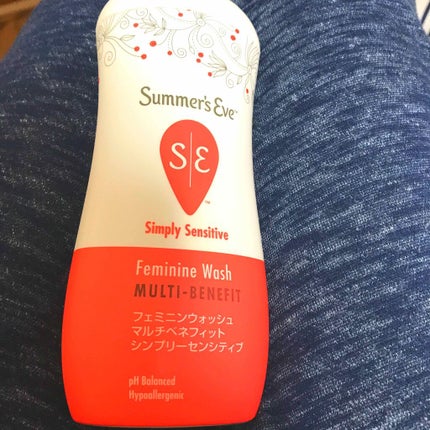 Summer's Eve™
S|E
Simply Sensitive
Feminine Wash
MULTI-BENEFIT
フェミニンウォッシュ
マルチベネフィット
シンプリーセンシティブ
pH Balanced
Hypoallergenic